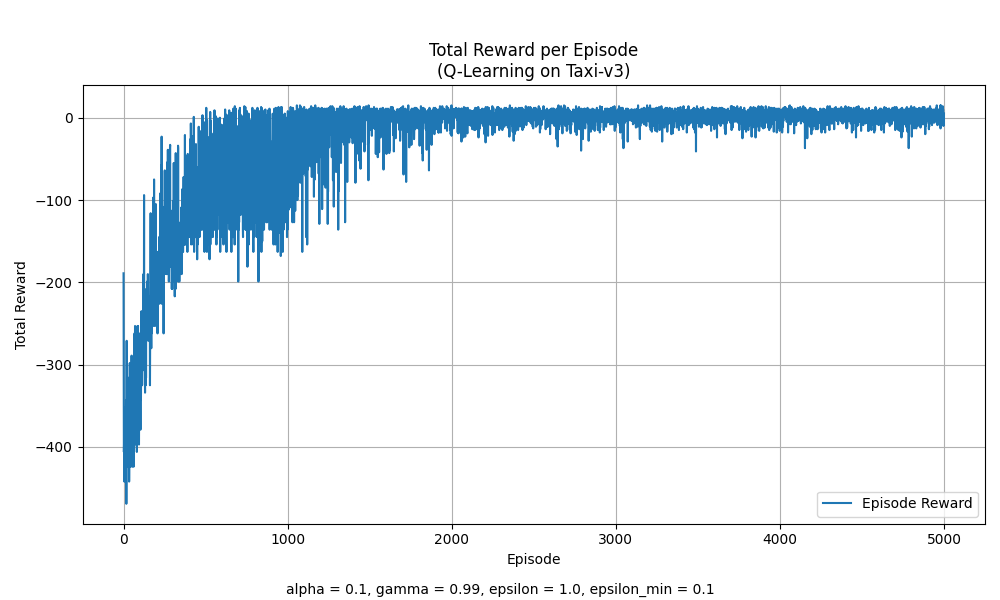 Total Reward per Episode
(Q-Learning on Taxi-v3)
Total Reward
0
−100
−200
−300
−400
Episode Reward
0 1000 2000 3000 4000 5000
Episode
alpha = 0.1, gamma = 0.99, epsilon = 1.0, epsilon_min = 0.1